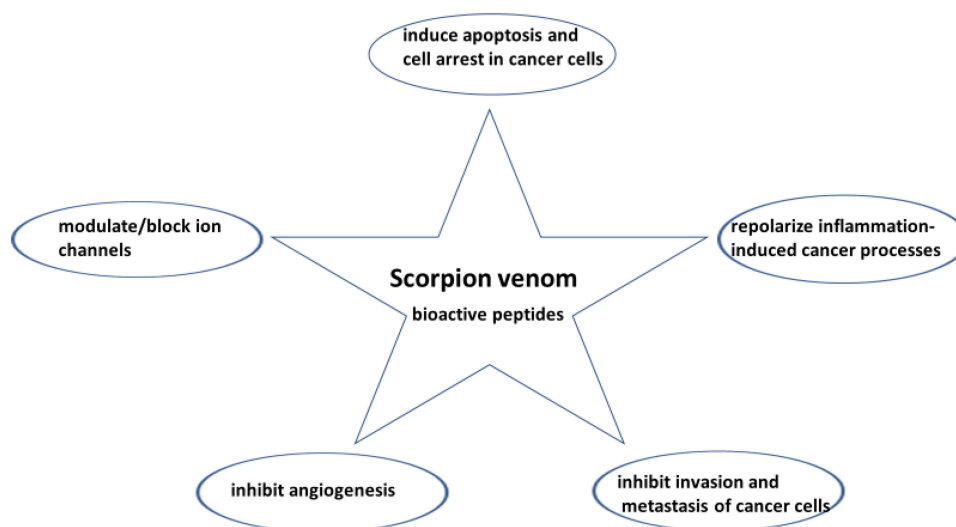 induce apoptosis and
cell arrest in cancer cells
modulate/block ion
channels
repolarize inflammation-
induced cancer processes
Scorpion venom
bioactive peptides
inhibit angiogenesis
inhibit invasion and
metastasis of cancer cells